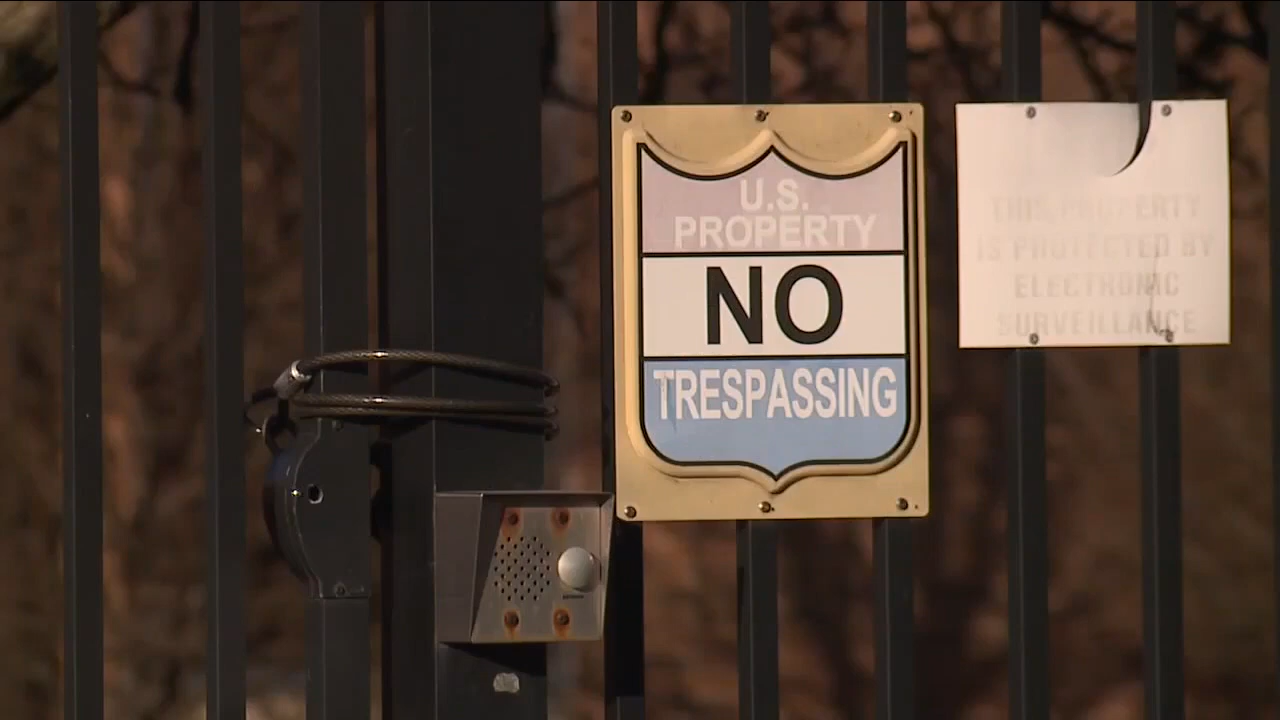 U.S.
PROPERTY
NO
TRESPASSING
THIS PROPERTY
IS PROTECTED BY
ELECTRONIC
SURVEILLANCE